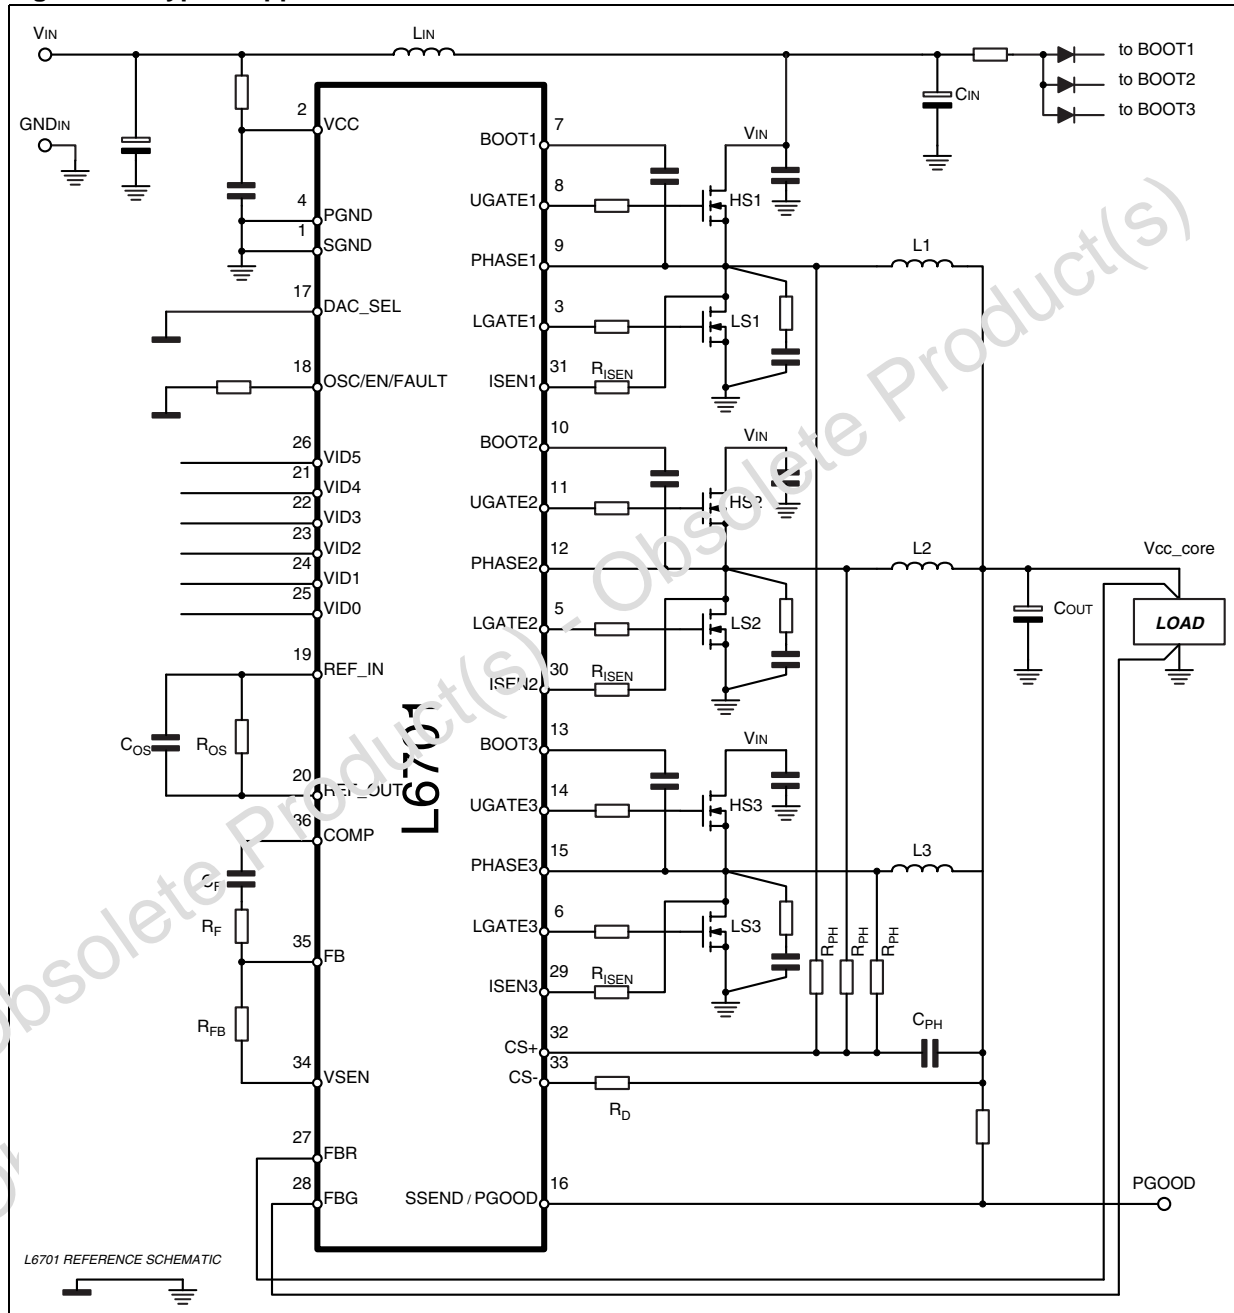 VIN
LIN
to BOOT1
to BOOT2
to BOOT3
CIN
GNDIN
2
VCC
4
PGND
1
SGND
17
DAC_SEL
18
OSC/EN/FAULT
26
VID5
21
VID4
22
VID3
23
VID2
24
VID1
25
VID0
19
REF_IN
COS
ROS
20
REF_OUT
36
COMP
CF
RF
35
FB
RFB
34
VSEN
27
FBR
28
FBG
L6701
7
BOOT1
VIN
8
UGATE1
HS1
9
PHASE1
L1
3
LGATE1
LS1
31
ISEN1
RISEN
10
BOOT2
VIN
11
UGATE2
HS2
12
PHASE2
L2
Vcc_core
5
LGATE2
LS2
COUT
LOAD
30
ISEN2
RISEN
13
BOOT3
VIN
14
UGATE3
HS3
15
PHASE3
L3
6
LGATE3
LS3
RPH
RPH
RPH
29
ISEN3
RISEN
32
CS+
CPH
33
CS-
RD
16
SSEND / PGOOD
PGOOD
L6701 REFERENCE SCHEMATIC
Obsolete Product(s) - Obsolete Product(s)